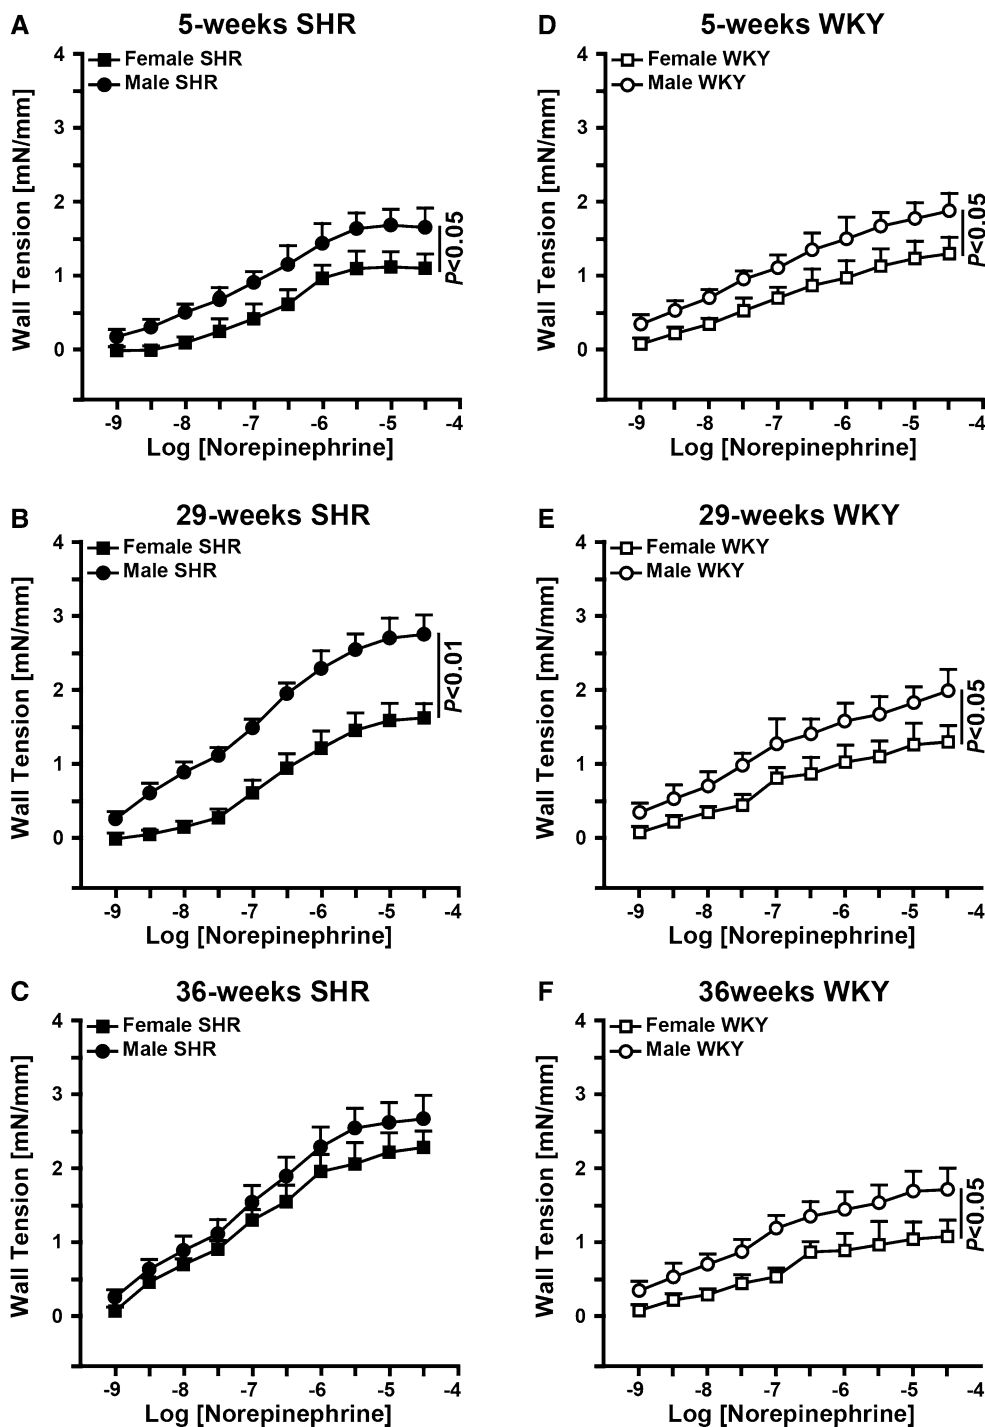 A
5-weeks SHR
Female SHR
Male SHR
4
3
2
1
0
Wall Tension [mN/mm]
P<0.05
-9
-8
-7
-6
-5
-4
Log [Norepinephrine]
D
5-weeks WKY
Female WKY
Male WKY
4
3
2
1
0
Wall Tension [mN/mm]
P<0.05
-9
-8
-7
-6
-5
-4
Log [Norepinephrine]
B
29-weeks SHR
Female SHR
Male SHR
4
3
2
1
0
Wall Tension [mN/mm]
P<0.01
-9
-8
-7
-6
-5
-4
Log [Norepinephrine]
E
29-weeks WKY
Female WKY
Male WKY
4
3
2
1
0
Wall Tension [mN/mm]
P<0.05
-9
-8
-7
-6
-5
-4
Log [Norepinephrine]
C
36-weeks SHR
Female SHR
Male SHR
4
3
2
1
0
Wall Tension [mN/mm]
-9
-8
-7
-6
-5
-4
Log [Norepinephrine]
F
36weeks WKY
Female WKY
Male WKY
4
3
2
1
0
Wall Tension [mN/mm]
P<0.05
-9
-8
-7
-6
-5
-4
Log [Norepinephrine]